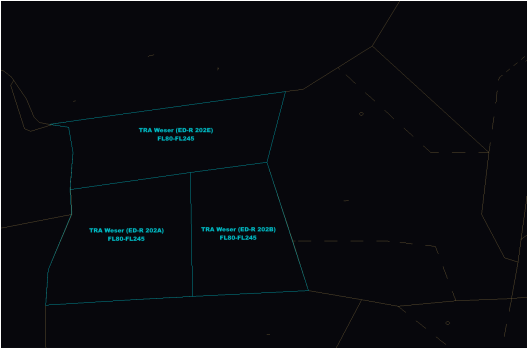 TRA Weser (ED-R 202E)
FL80-FL245
TRA Weser (ED-R 202A)
FL80-FL245
TRA Weser (ED-R 202B)
FL80-FL245